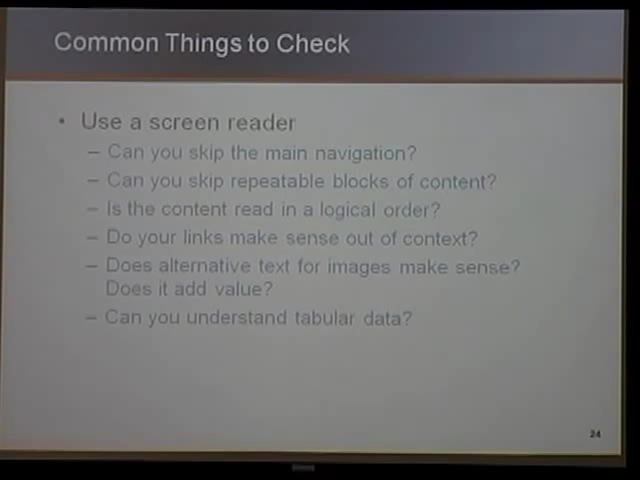 Common Things to Check
• Use a screen reader
– Can you skip the main navigation?
– Can you skip repeatable blocks of content?
– Is the content read in a logical order?
– Do your links make sense out of context?
– Does alternative text for images make sense?
Does it add value?
– Can you understand tabular data?
24